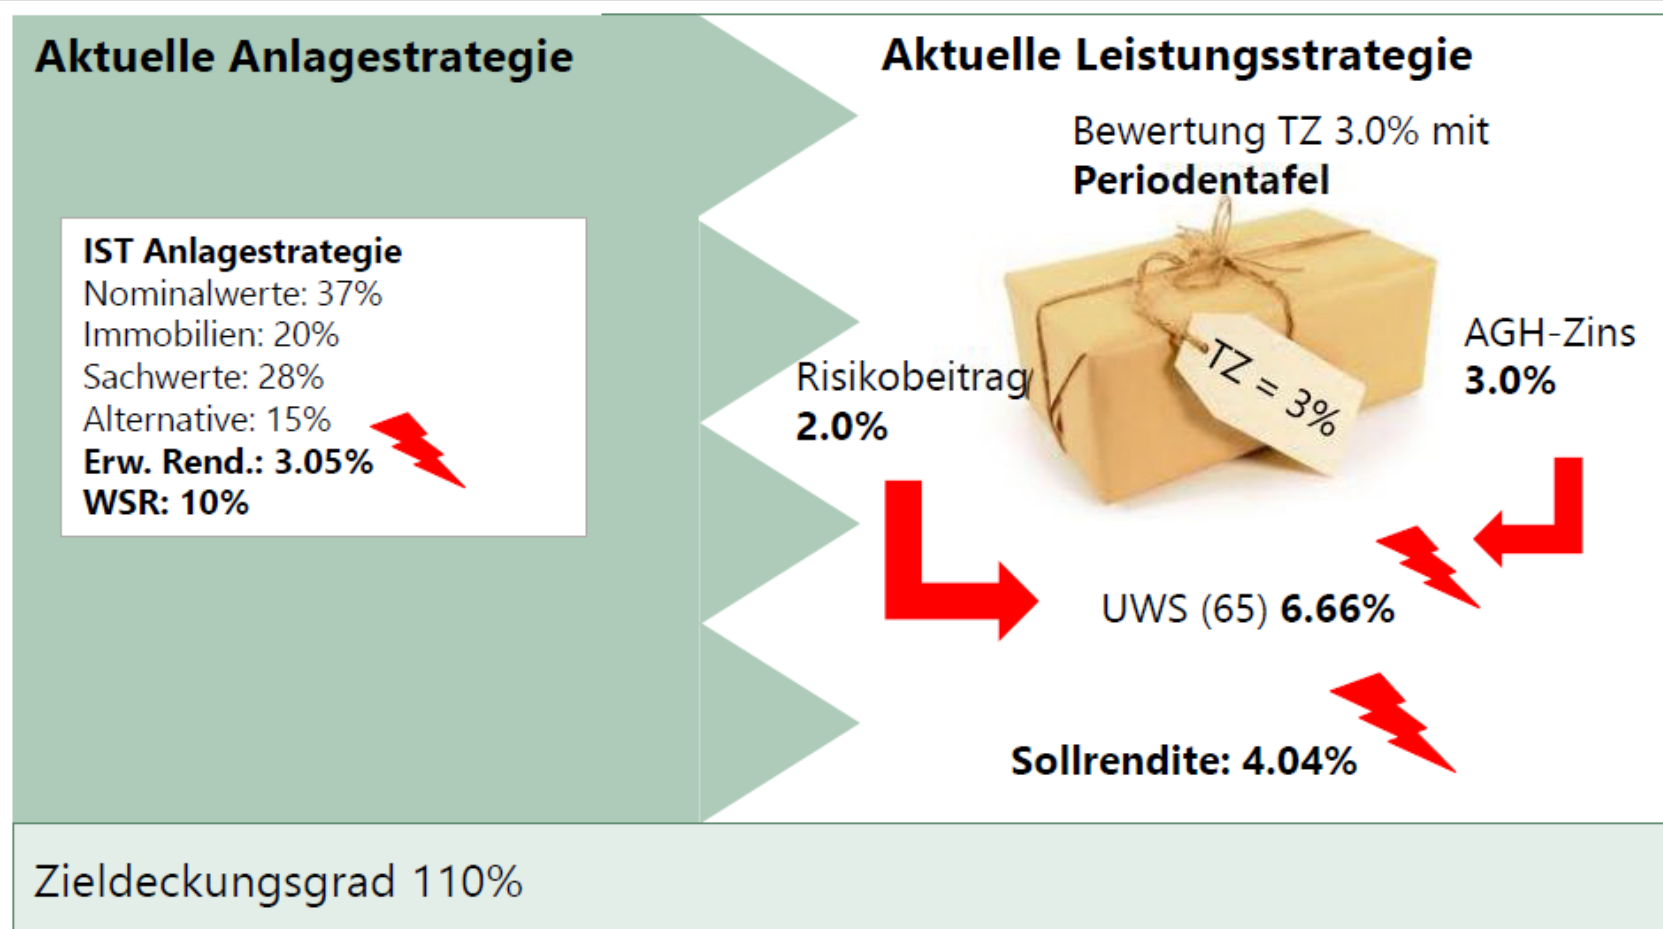 Aktuelle Anlagestrategie
IST Anlagestrategie
Nominalwerte: 37%
Immobilien: 20%
Sachwerte: 28%
Alternative: 15%
Erw. Rend.: 3.05%
WSR: 10%
Aktuelle Leistungsstrategie
Bewertung TZ 3.0% mit
Periodentafel
TZ = 3%
Risikobeitrag
2.0%
AGH-Zins
3.0%
UWS (65) 6.66%
Sollrendite: 4.04%
Zieldeckungsgrad 110%